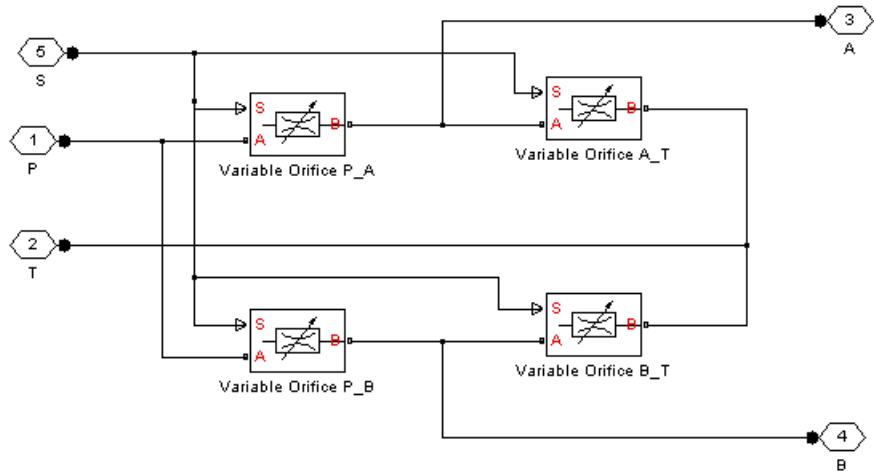 3
A
5
S
S
A
B
Variable Orifice P_A
S
A
B
Variable Orifice A_T
1
P
2
T
S
A
B
Variable Orifice P_B
S
A
B
Variable Orifice B_T
4
B